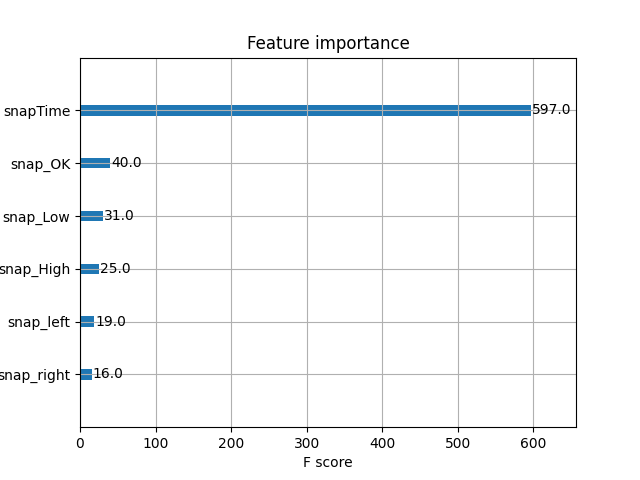 Feature importance
snapTime 597.0
snap_OK 40.0
snap_Low 31.0
snap_High 25.0
snap_left 19.0
snap_right 16.0
0 100 200 300 400 500 600
F score